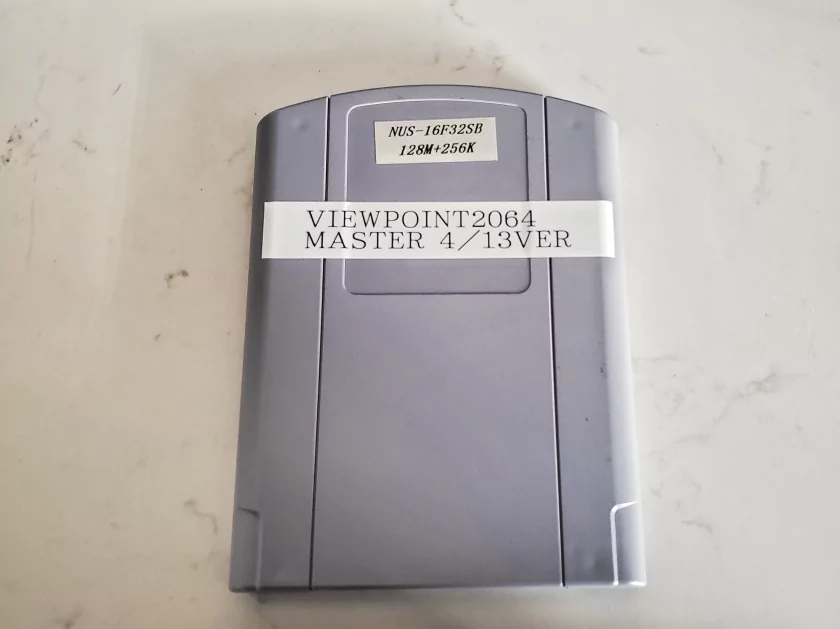 NUS-16F32SB
128M+256K
VIEWPOINT2064
MASTER 4/13VER